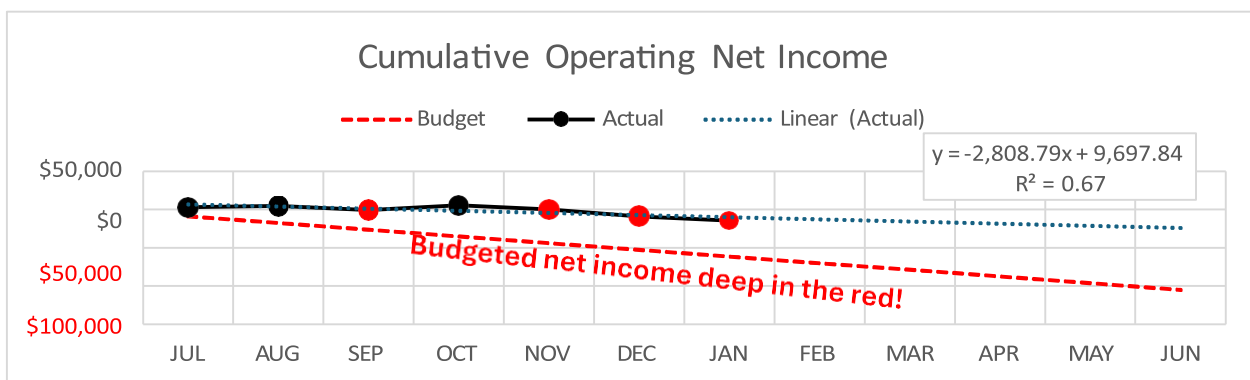 Cumulative Operating Net Income
Budget
Actual
Linear (Actual)
y = -2,808.79x + 9,697.84
R² = 0.67
$50,000
$0
$50,000
$100,000
Budgeted net income deep in the red!
JUL AUG SEP OCT NOV DEC JAN FEB MAR APR MAY JUN